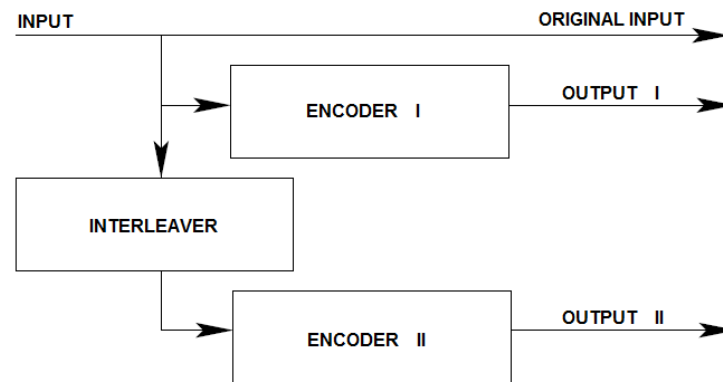 INPUT
ORIGINAL INPUT
OUTPUT I
ENCODER I
INTERLEAVER
OUTPUT II
ENCODER II